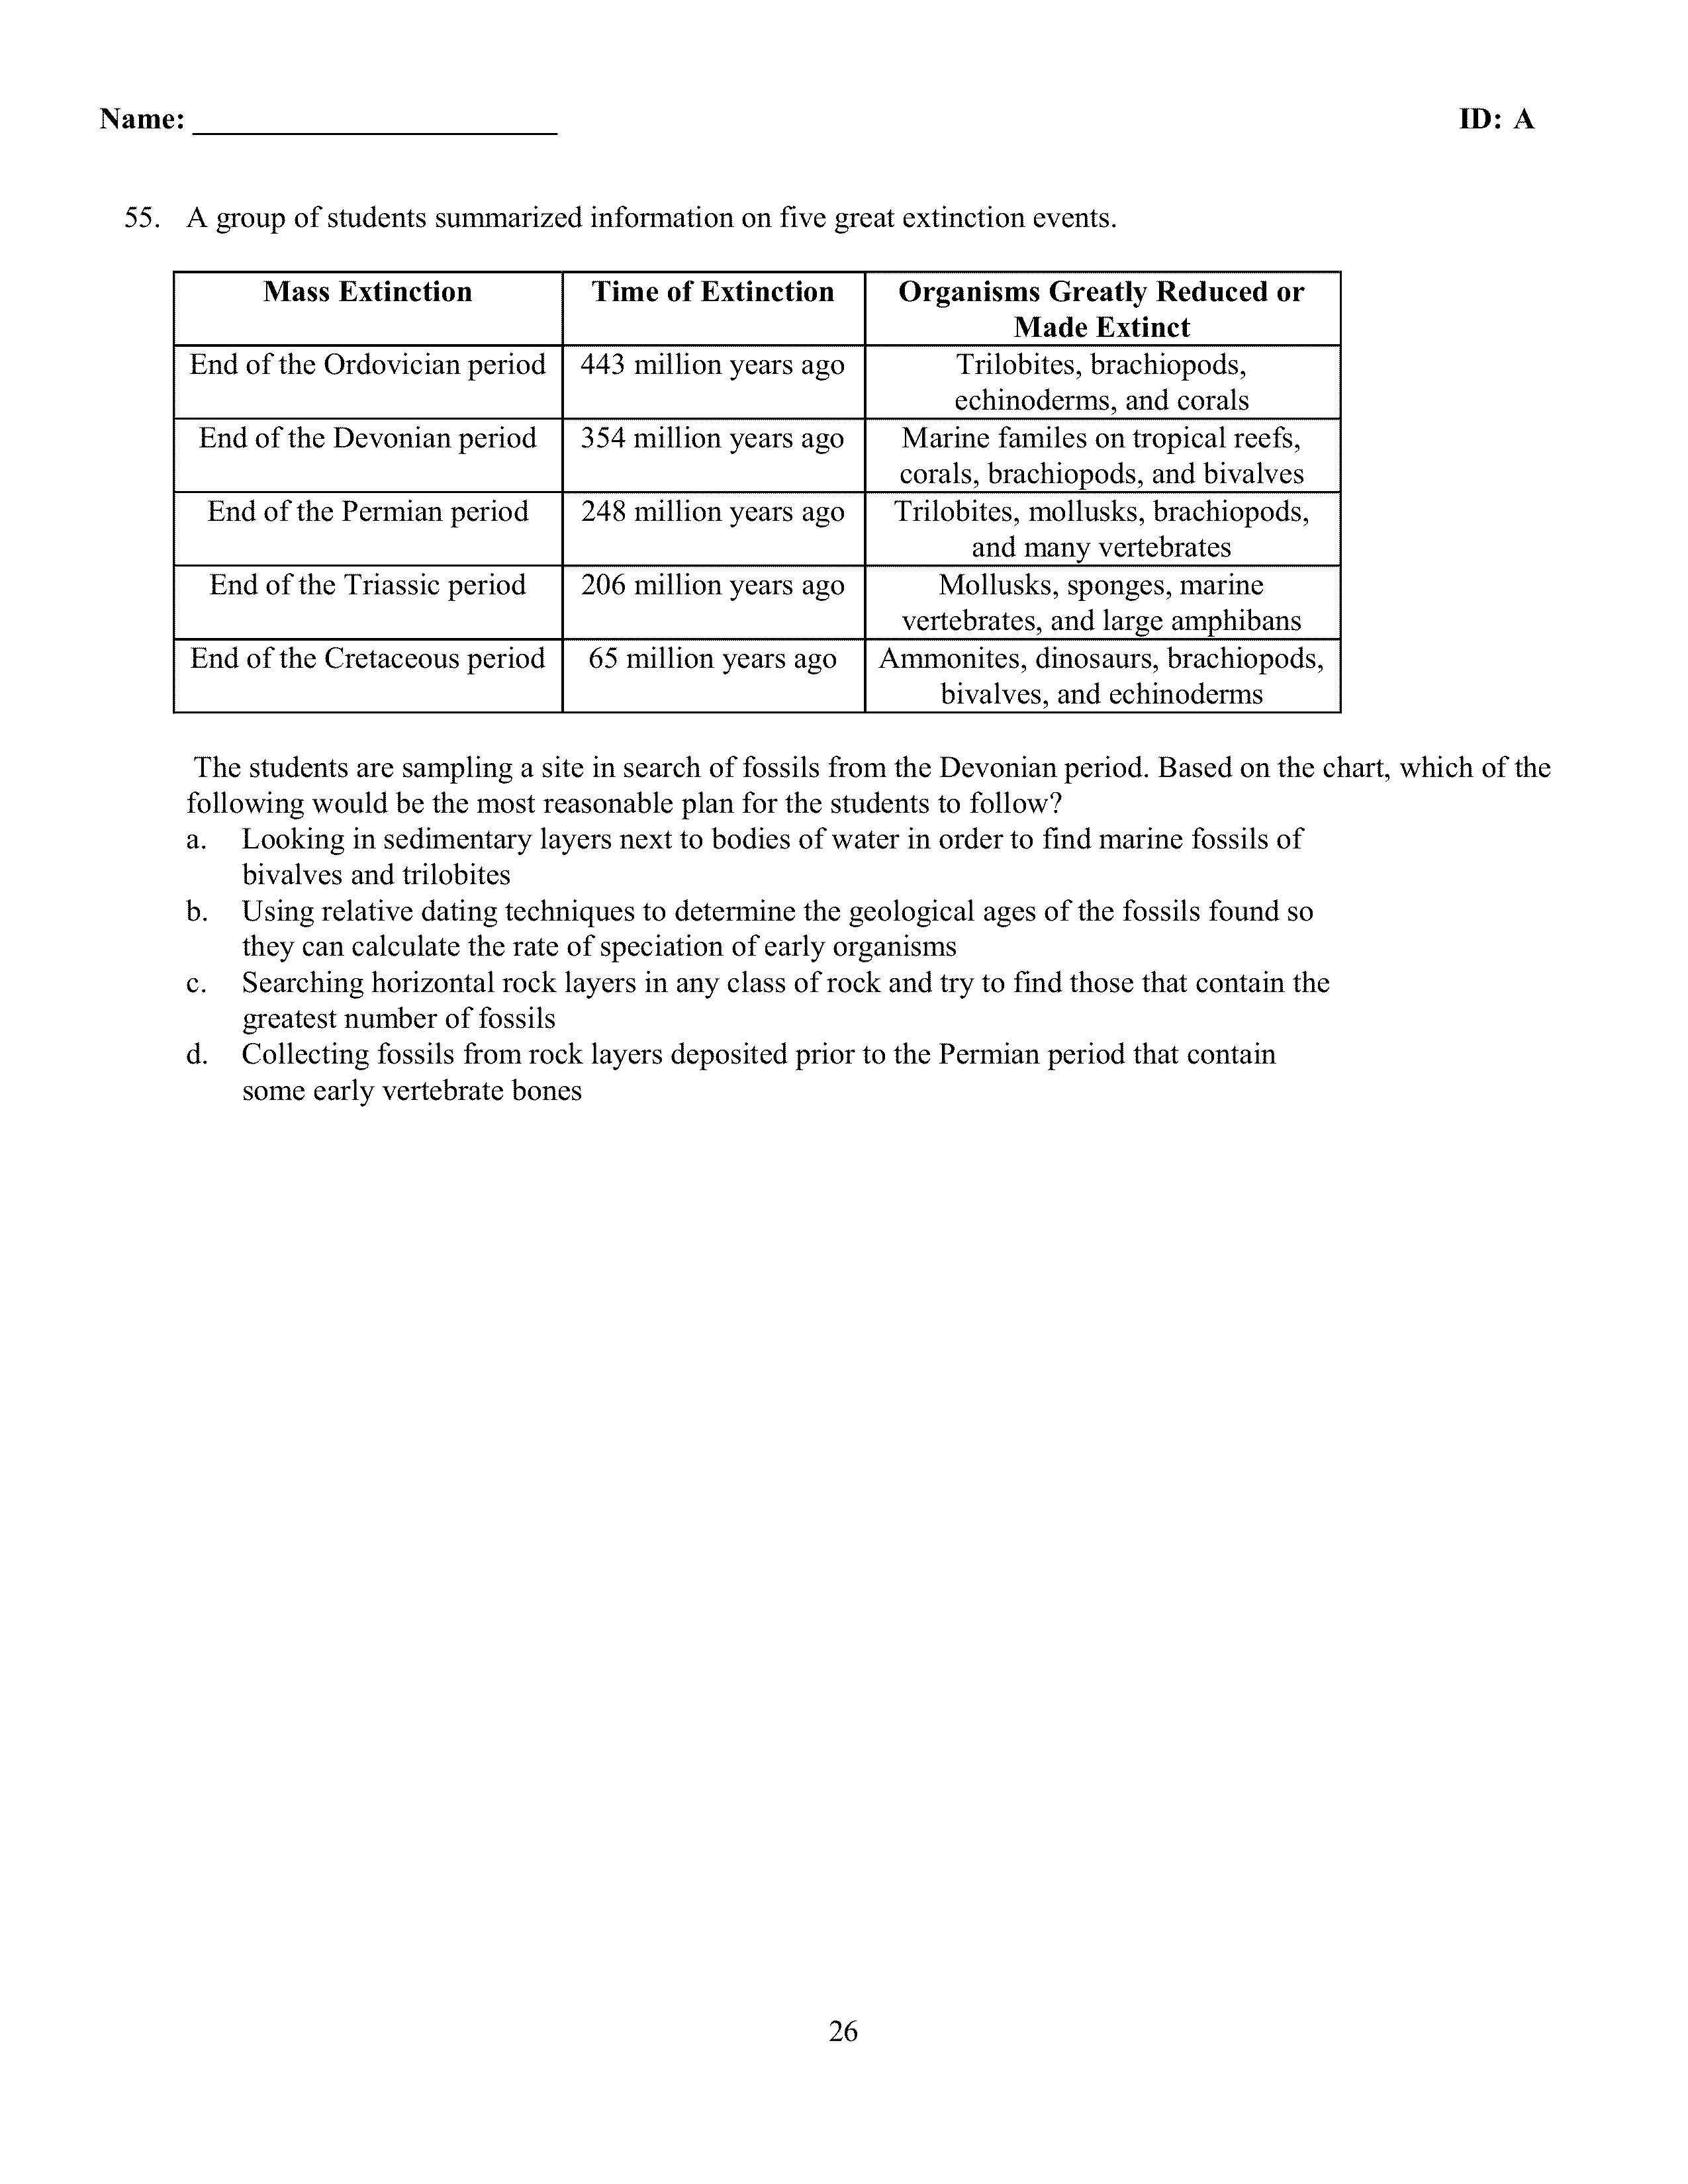 Name: ______________________ ID: A
55. A group of students summarized information on five great extinction events.
Mass Extinction Time of Extinction Organisms Greatly Reduced or
Made Extinct
End of the Ordovician period 443 million years ago Trilobites, brachiopods,
echinoderms, and corals
End of the Devonian period 354 million years ago Marine familes on tropical reefs,
corals, brachiopods, and bivalves
End of the Permian period 248 million years ago Trilobites, mollusks, brachiopods,
and many vertebrates
End of the Triassic period 206 million years ago Mollusks, sponges, marine
vertebrates, and large amphibans
End of the Cretaceous period 65 million years ago Ammonites, dinosaurs, brachiopods,
bivalves, and echinoderms
The students are sampling a site in search of fossils from the Devonian period. Based on the chart, which of the
following would be the most reasonable plan for the students to follow?
a. Looking in sedimentary layers next to bodies of water in order to find marine fossils of
bivalves and trilobites
b. Using relative dating techniques to determine the geological ages of the fossils found so
they can calculate the rate of speciation of early organisms
c. Searching horizontal rock layers in any class of rock and try to find those that contain the
greatest number of fossils
d. Collecting fossils from rock layers deposited prior to the Permian period that contain
some early vertebrate bones
26